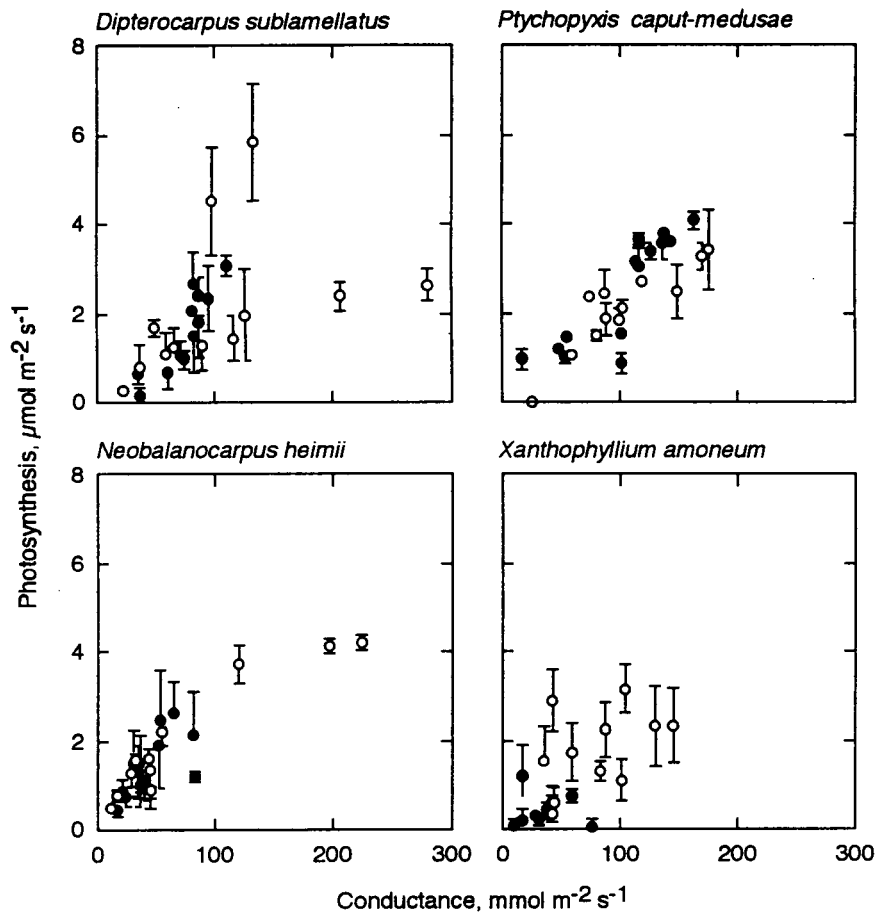 Dipterocarpus sublamellatus
Ptychopyxis caput-medusae
8
6
4
2
0
Neobalanocarpus heimii
Xanthophyllium amoneum
8
6
4
2
0
0 100 200 0 100 200 300
Photosynthesis, µmol m-2 s-1
Conductance, mmol m-2 s-1